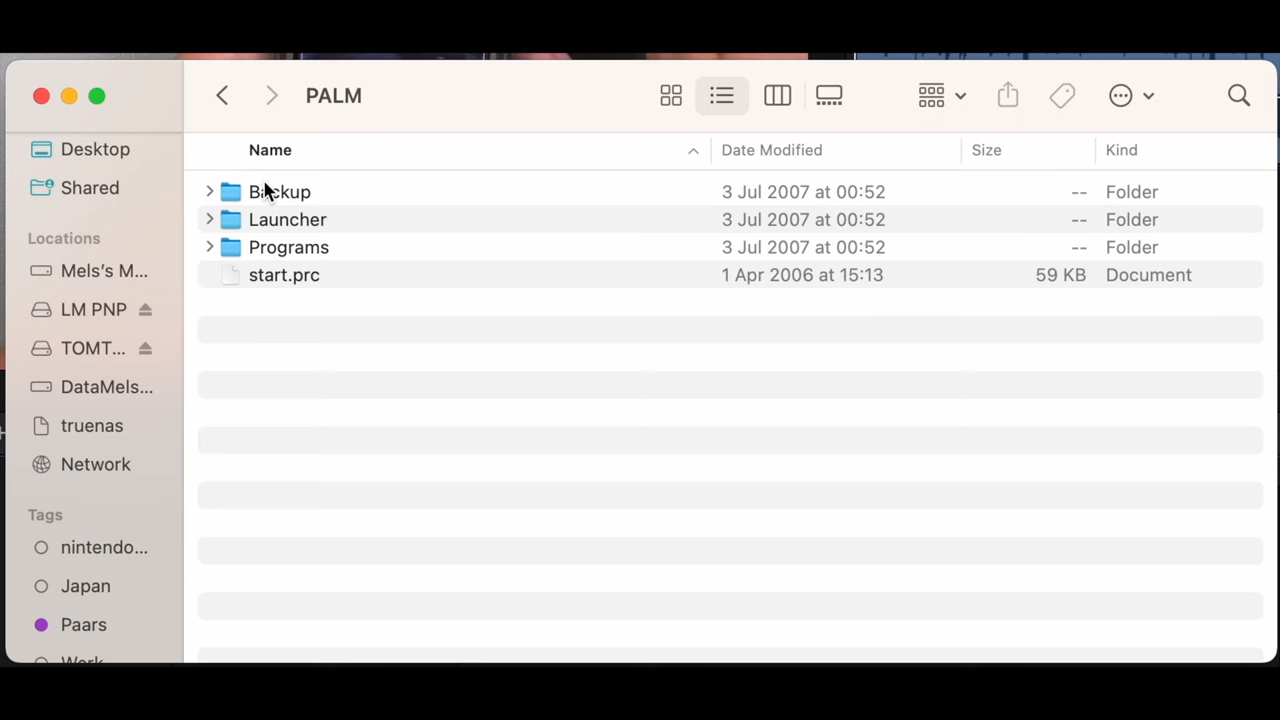 PALM
Desktop
Shared
Locations
Mels's M...
LM PNP
TOMT...
DataMels...
truenas
Network
Tags
nintendo...
Japan
Paars
Work
Name Date Modified Size Kind
Backup 3 Jul 2007 at 00:52 -- Folder
Launcher 3 Jul 2007 at 00:52 -- Folder
Programs 3 Jul 2007 at 00:52 -- Folder
start.prc 1 Apr 2006 at 15:13 59 KB Document